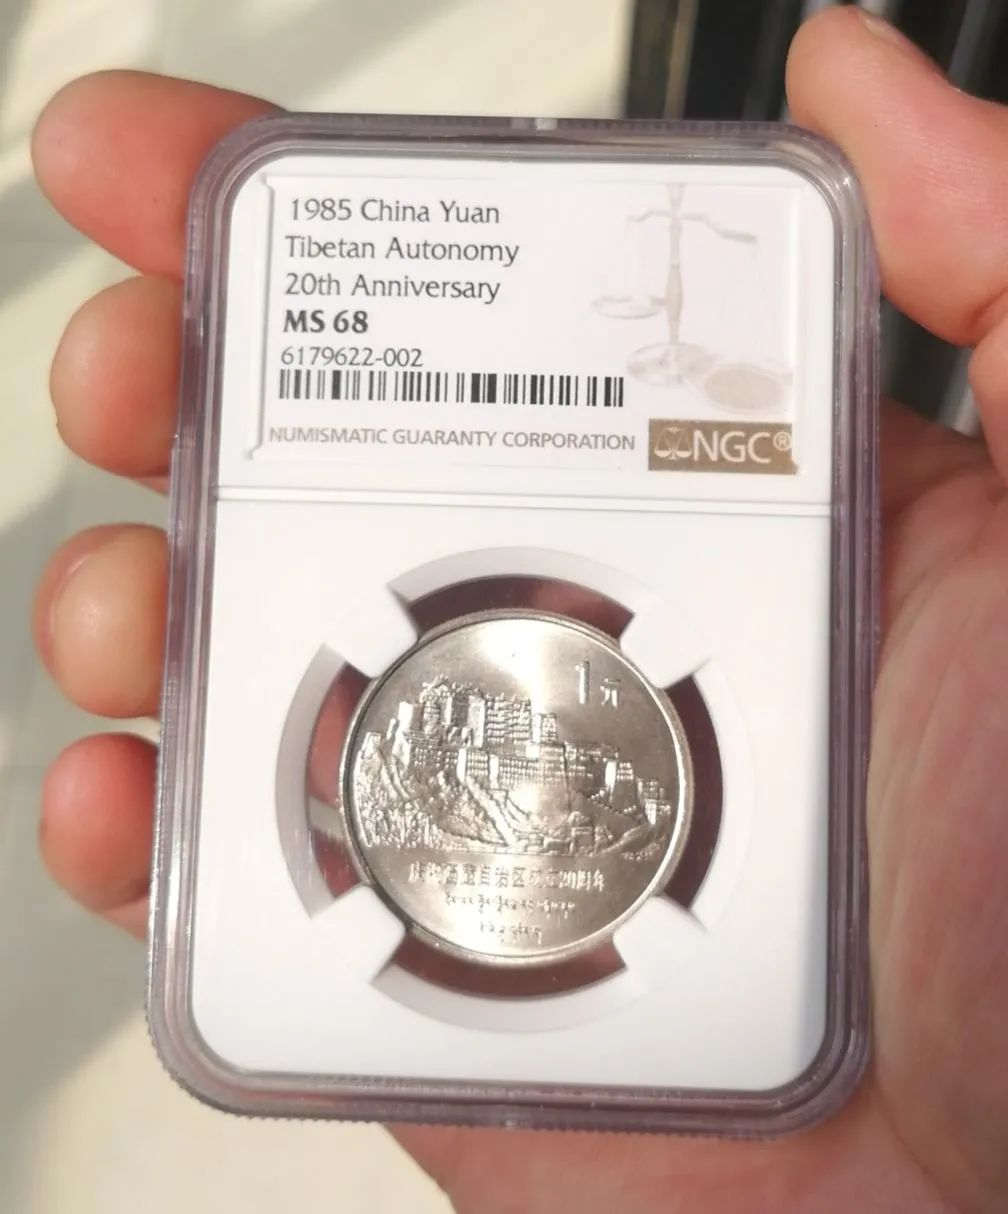 1985 China Yuan
Tibetan Autonomy
20th Anniversary
MS 68
6179622-002
NUMISMATIC GUARANTY CORPORATION
NGC®
1元
庆祝西藏自治区成立20周年